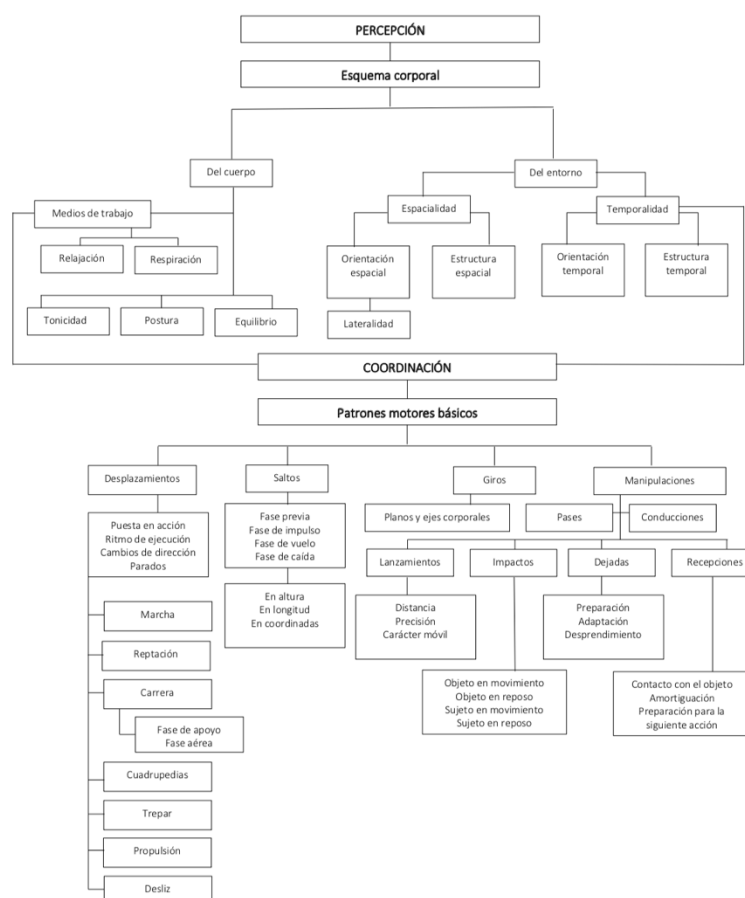 PERCEPCIÓN
Esquema corporal
Del cuerpo
Del entorno
Medios de trabajo
Espacialidad
Temporalidad
Relajación
Respiración
Orientación
espacial
Estructura
espacial
Orientación
temporal
Estructura
temporal
Tonicidad
Postura
Equilibrio
Lateralidad
COORDINACIÓN
Patrones motores básicos
Desplazamientos
Saltos
Giros
Manipulaciones
Puesta en acción
Ritmo de ejecución
Cambios de dirección
Parados
Fase previa
Fase de impulso
Fase de vuelo
Fase de caída
Planos y ejes corporales
Pases
Conducciones
Lanzamientos
Impactos
Dejadas
Recepciones
En altura
En longitud
En coordinadas
Distancia
Precisión
Carácter móvil
Preparación
Adaptación
Desprendimiento
Marcha
Reptación
Carrera
Fase de apoyo
Fase aérea
Objeto en movimiento
Objeto en reposo
Sujeto en movimiento
Sujeto en reposo
Contacto con el objeto
Amortiguación
Preparación para la
siguiente acción
Cuadrupedias
Trepar
Propulsión
Desliz